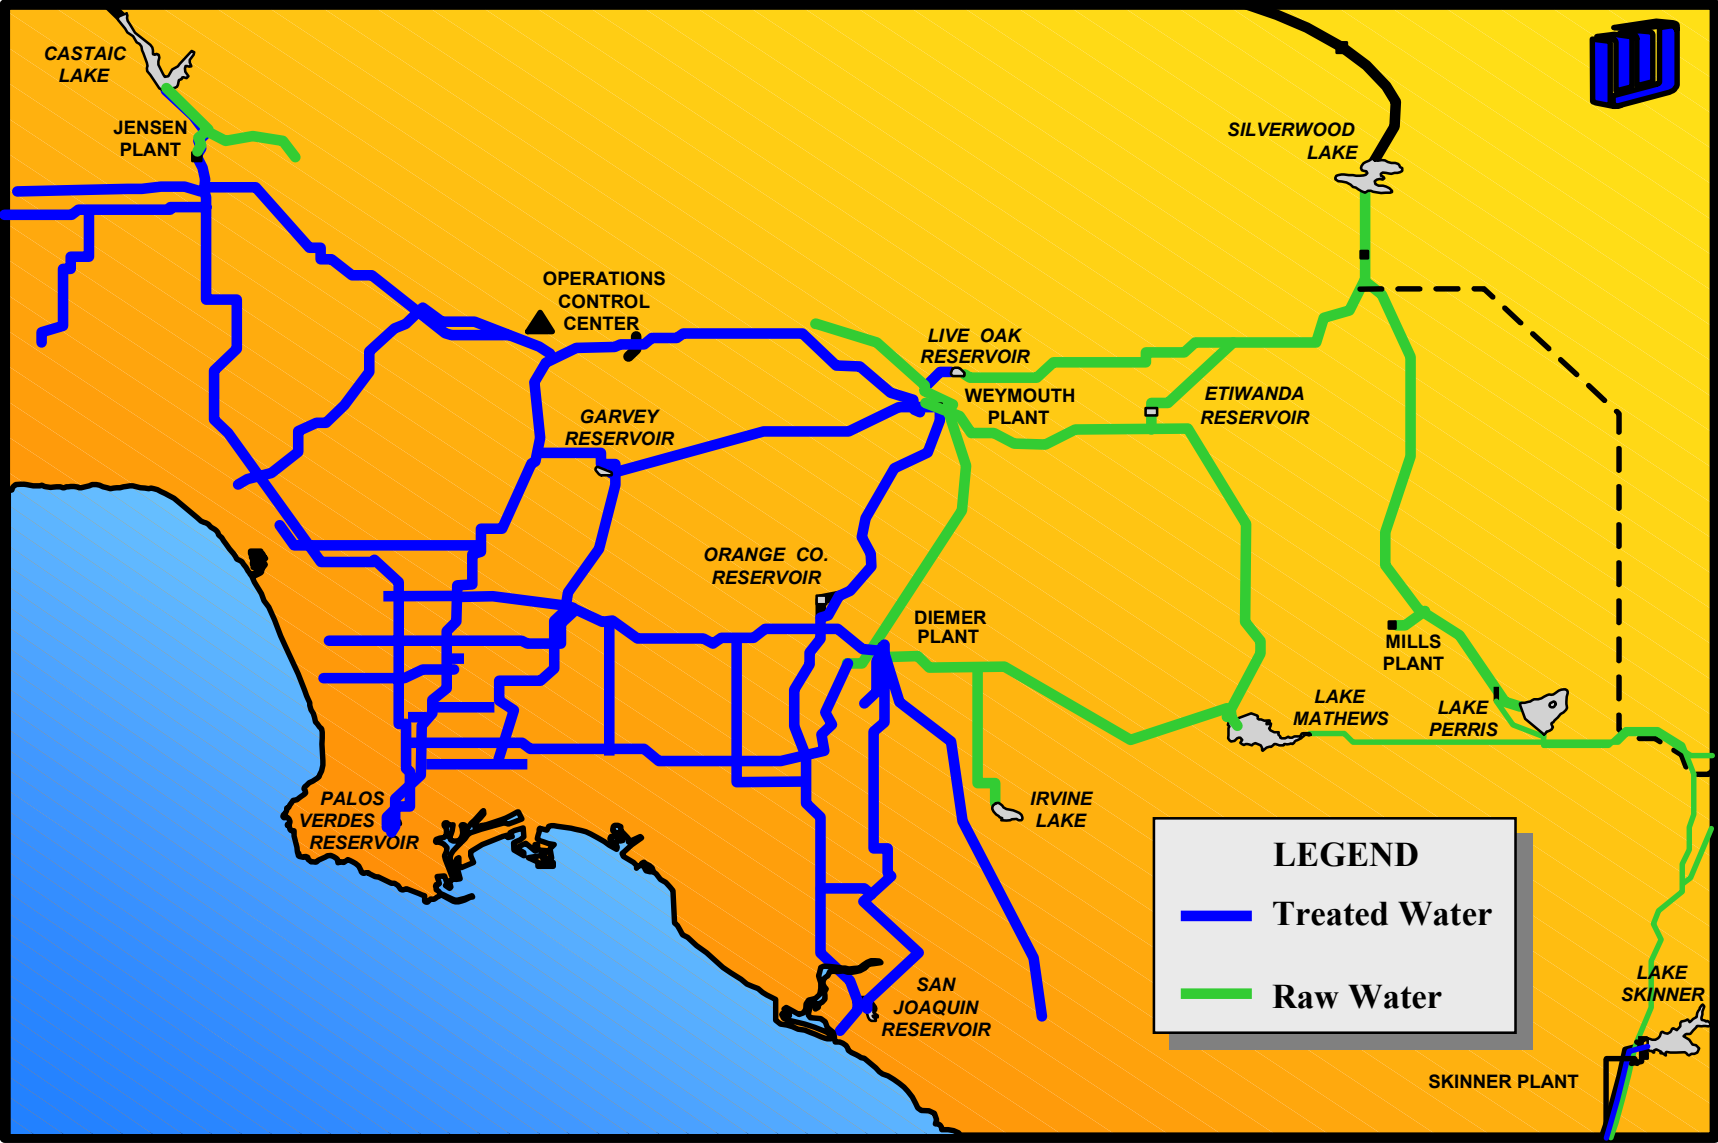 CASTAIC
LAKE
JENSEN
PLANT
SILVERWOOD
LAKE
OPERATIONS
CONTROL
CENTER
LIVE OAK
RESERVOIR
WEYMOUTH
PLANT
ETIWANDA
RESERVOIR
GARVEY
RESERVOIR
ORANGE CO.
RESERVOIR
DIEMER
PLANT
MILLS
PLANT
LAKE
MATHEWS
LAKE
PERRIS
PALOS
VERDES
RESERVOIR
IRVINE
LAKE
LEGEND
Treated Water
Raw Water
SAN
JOAQUIN
RESERVOIR
LAKE
SKINNER
SKINNER PLANT